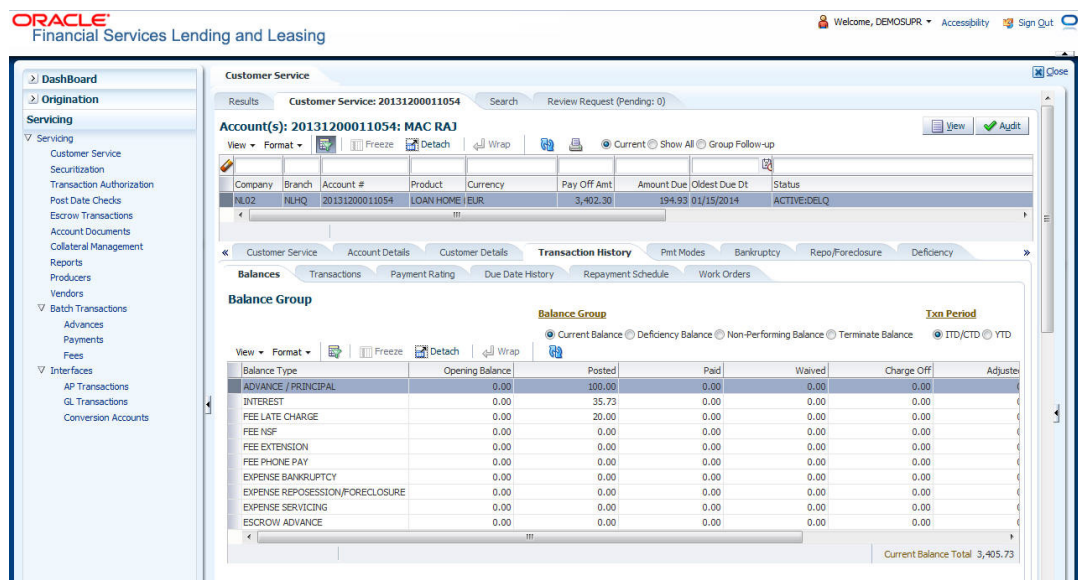 ORACLE
Financial Services Lending and Leasing
Welcome, DEMOSUPR Accessibility Sign Out
Close
DashBoard
Origination
Servicing
Servicing
Customer Service
Securitization
Transaction Authorization
Post Date Checks
Escrow Transactions
Account Documents
Collateral Management
Reports
Producers
Vendors
Batch Transactions
Advances
Payments
Fees
Interfaces
AP Transactions
GL Transactions
Conversion Accounts
Customer Service
Results Customer Service: 20131200011054 Search Review Request (Pending: 0)
Account(s): 20131200011054: MAC RAJ
View Audit
View Format Freeze Detach Wrap Current Show All Group Follow-up
Company Branch Account # Product Currency Pay Off Amt Amount Due Oldest Due Dt Status
NL02 NLHQ 20131200011054 LOAN HOME EUR 3,402.30 194.93 01/15/2014 ACTIVE:DELQ
« Customer Service Account Details Customer Details Transaction History Pmt Modes Bankruptcy Repo/Foreclosure Deficiency »
Balances Transactions Payment Rating Due Date History Repayment Schedule Work Orders
Balance Group
Balance Group Txn Period
Current Balance Deficiency Balance Non-Performing Balance Terminate Balance ITD/CTD YTD
View Format Freeze Detach Wrap
Balance Type Opening Balance Posted Paid Waived Charge Off Adjuste
ADVANCE / PRINCIPAL 0.00 100.00 0.00 0.00 0.00
INTEREST 0.00 35.73 0.00 0.00 0.00
FEE LATE CHARGE 0.00 20.00 0.00 0.00 0.00
FEE NSF 0.00 0.00 0.00 0.00 0.00
FEE EXTENSION 0.00 0.00 0.00 0.00 0.00
FEE PHONE PAY 0.00 0.00 0.00 0.00 0.00
EXPENSE BANKRUPTCY 0.00 0.00 0.00 0.00 0.00
EXPENSE REPOSESSION/FORECLOSURE 0.00 0.00 0.00 0.00 0.00
EXPENSE SERVICING 0.00 0.00 0.00 0.00 0.00
ESCROW ADVANCE 0.00 0.00 0.00 0.00 0.00
Current Balance Total 3,405.73